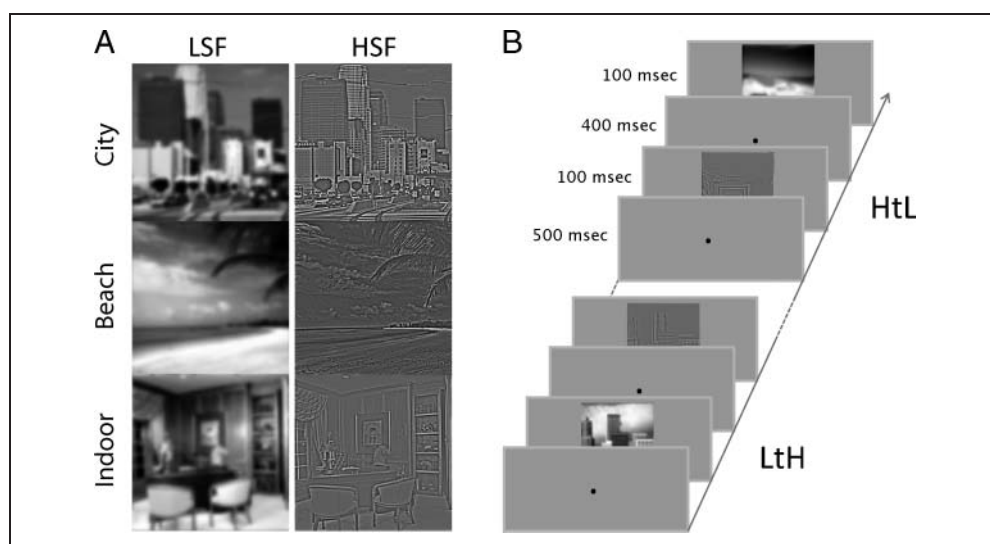 A
LSF HSF
City
Beach
Indoor
B
100 msec
400 msec
100 msec
500 msec
HtL
LtH